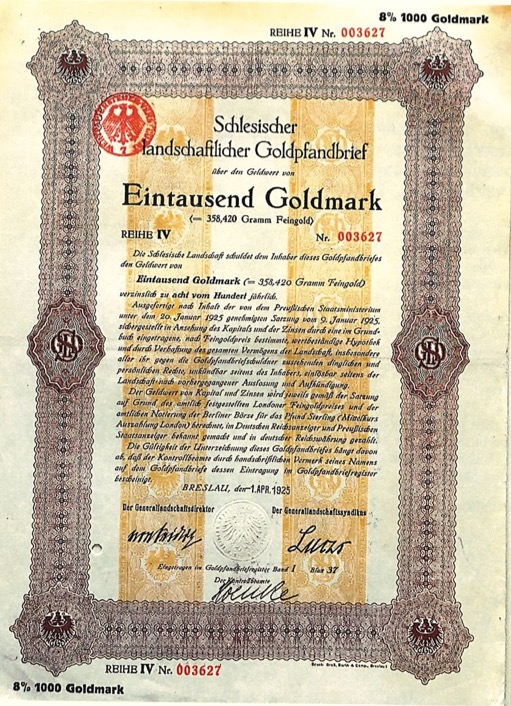 8% 1000 Goldmark
REIHE IV Nr. 003627
Schlesischer
landschaftlicher Goldpfandbrief
über den Geldwert von
Eintausend Goldmark
(= 358,420 Gramm Feingold)
REIHE IV Nr. 003627
Die Schlesische Landschaft schuldet dem Inhaber dieses Goldpfandbriefes
den Geldwert von
Eintausend Goldmark (= 358,420 Gramm Feingold)
verzinslich zu acht vom Hundert jährlich.
Ausgefertigt nach Inhalt der von dem Preußischen Staatsministerium
unter dem 20. Januar 1925 genehmigten Satzung vom 9. Januar 1925,
sichergestellt in Ansehung des Kapitals und der Zinsen durch eine im Grund-
buch eingetragene, nach Feingoldpreis bestimmte wertbeständige Hypothek
und durch Verhaftung des gesamten Vermögens der Landschaft, insbesondere
aller ihr gegen die Goldpfandbriefschuldner zustehenden dinglichen und
persönlichen Rechte, unkündbar seitens des Inhabers, einlösbar seitens der
Landschaft nach vorhergegangener Auslosung und Aufkündigung.
Der Geldwert von Kapital und Zinsen wird jeweils gemäß der Satzung
auf Grund des amtlich festgestellten Londoner Feingoldpreises und der
amtlichen Notierung der Berliner Börse für das Pfund Sterling (Mittelkurs
Auszahlung London) berechnet, im Deutschen Reichsanzeiger und Preußischen
Staatsanzeiger bekannt gemacht und in deutscher Reichswährung gezahlt.
Die Gültigkeit der Unterzeichnung dieses Goldpfandbriefes hängt davon
ab, daß der Kontrollbeamte durch handschriftlichen Vermerk seines Namens
auf dem Goldpfandbriefe dessen Eintragung im Goldpfandbriefregister
bescheinigt.
BRESLAU, den 1. APR. 1925
Der Generallandschaftsdirektor Der Generallandschaftssyndikus
Eingetragen im Goldpfandbriefregister Band 1 Blatt 37
Der Kontrollbeamte
REIHE IV Nr. 003627
8% 1000 Goldmark